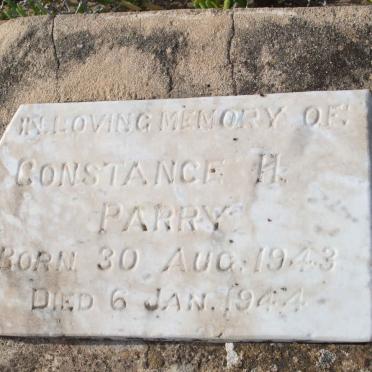 IN LOVING MEMORY OF
CONSTANCE H.
PARRY
BORN 30 AUG. 1943
DIED 6 JAN. 1944